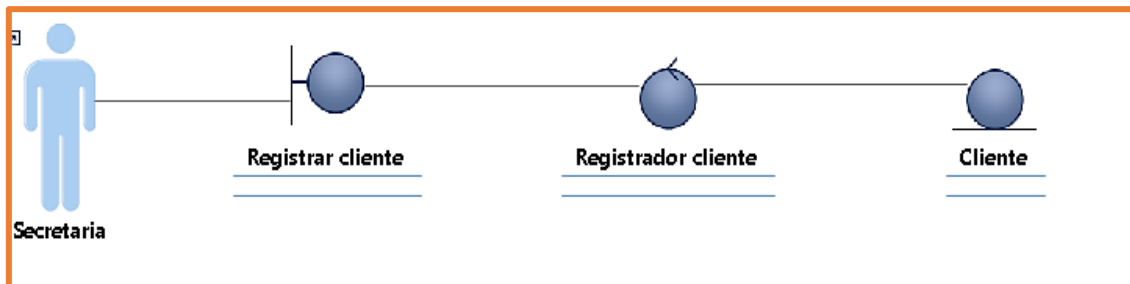 Registrar cliente
Registrador cliente
Cliente
Secretaria